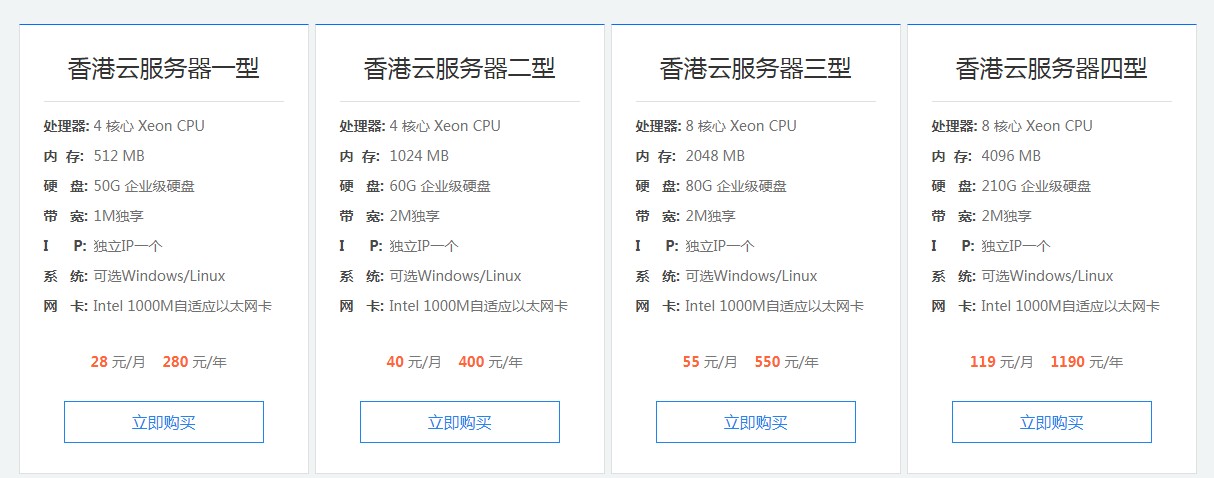 香港云服务器一型
处理器: 4 核心 Xeon CPU
内 存: 512 MB
硬 盘: 50G 企业级硬盘
带 宽: 1M独享
I P: 独立IP一个
系 统: 可选Windows/Linux
网 卡: Intel 1000M自适应以太网卡
28 元/月 280 元/年
立即购买
香港云服务器二型
处理器: 4 核心 Xeon CPU
内 存: 1024 MB
硬 盘: 60G 企业级硬盘
带 宽: 2M独享
I P: 独立IP一个
系 统: 可选Windows/Linux
网 卡: Intel 1000M自适应以太网卡
40 元/月 400 元/年
立即购买
香港云服务器三型
处理器: 8 核心 Xeon CPU
内 存: 2048 MB
硬 盘: 80G 企业级硬盘
带 宽: 2M独享
I P: 独立IP一个
系 统: 可选Windows/Linux
网 卡: Intel 1000M自适应以太网卡
55 元/月 550 元/年
立即购买
香港云服务器四型
处理器: 8 核心 Xeon CPU
内 存: 4096 MB
硬 盘: 210G 企业级硬盘
带 宽: 2M独享
I P: 独立IP一个
系 统: 可选Windows/Linux
网 卡: Intel 1000M自适应以太网卡
119 元/月 1190 元/年
立即购买